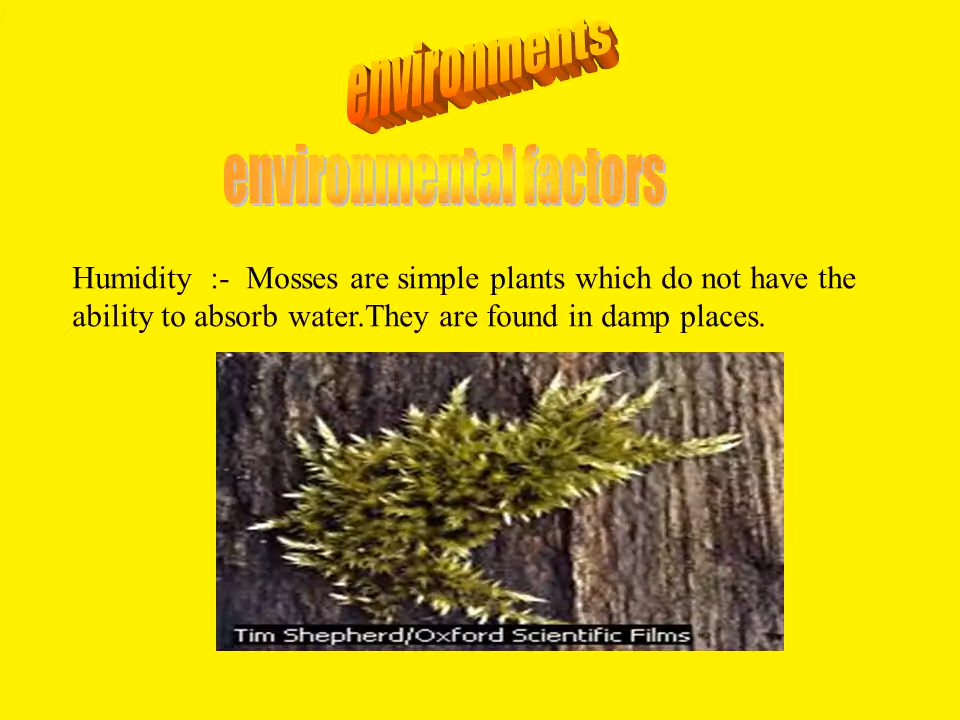 environments
environmental factors
Humidity :- Mosses are simple plants which do not have the
ability to absorb water.They are found in damp places.
Tim Shepherd/Oxford Scientific Films